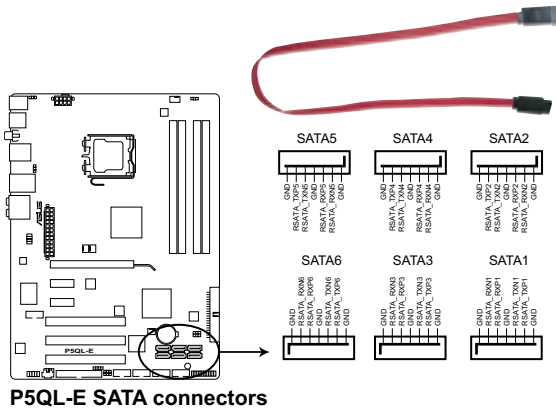 SATA5
SATA4
SATA2
GND
RSATA_TXP5
RSATA_TXN5
GND
RSATA_RXP5
RSATA_RXN5
GND
GND
RSATA_TXP4
RSATA_TXN4
GND
RSATA_RXP4
RSATA_RXN4
GND
GND
RSATA_TXP2
RSATA_TXN2
GND
RSATA_RXP2
RSATA_RXN2
GND
SATA6
SATA3
SATA1
GND
RSATA_RXN6
RSATA_RXP6
GND
RSATA_TXN6
RSATA_TXP6
GND
GND
RSATA_RXN3
RSATA_RXP3
GND
RSATA_TXN3
RSATA_TXP3
GND
GND
RSATA_RXN1
RSATA_RXP1
GND
RSATA_TXN1
RSATA_TXP1
GND
ASUS
P5QL-E
P5QL-E SATA connectors